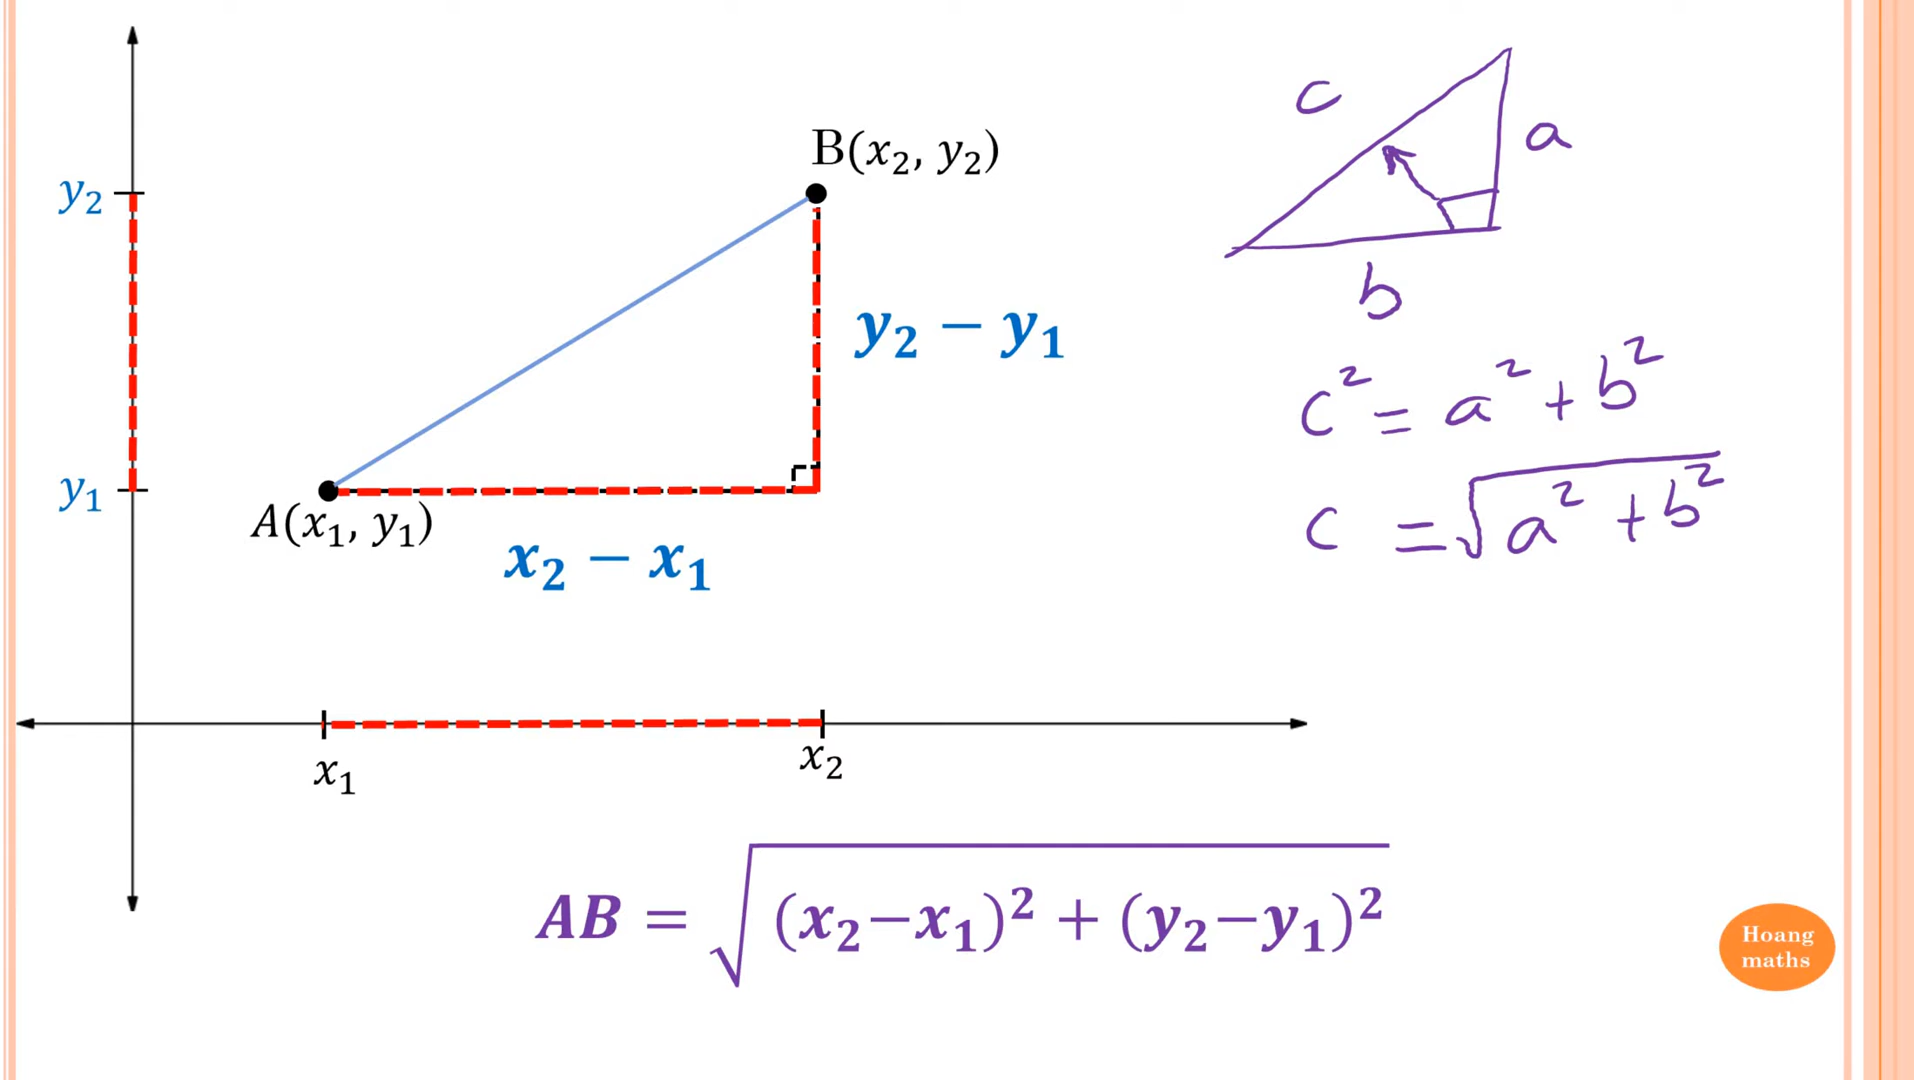 B(x₂, y₂)
y₂
y₂ − y₁
y₁
A(x₁, y₁)
x₂ − x₁
x₁
x₂
AB = √((x₂−x₁)² + (y₂−y₁)²)
c
a
b
c² = a² + b²
c = √(a² + b²)
Hoang
maths